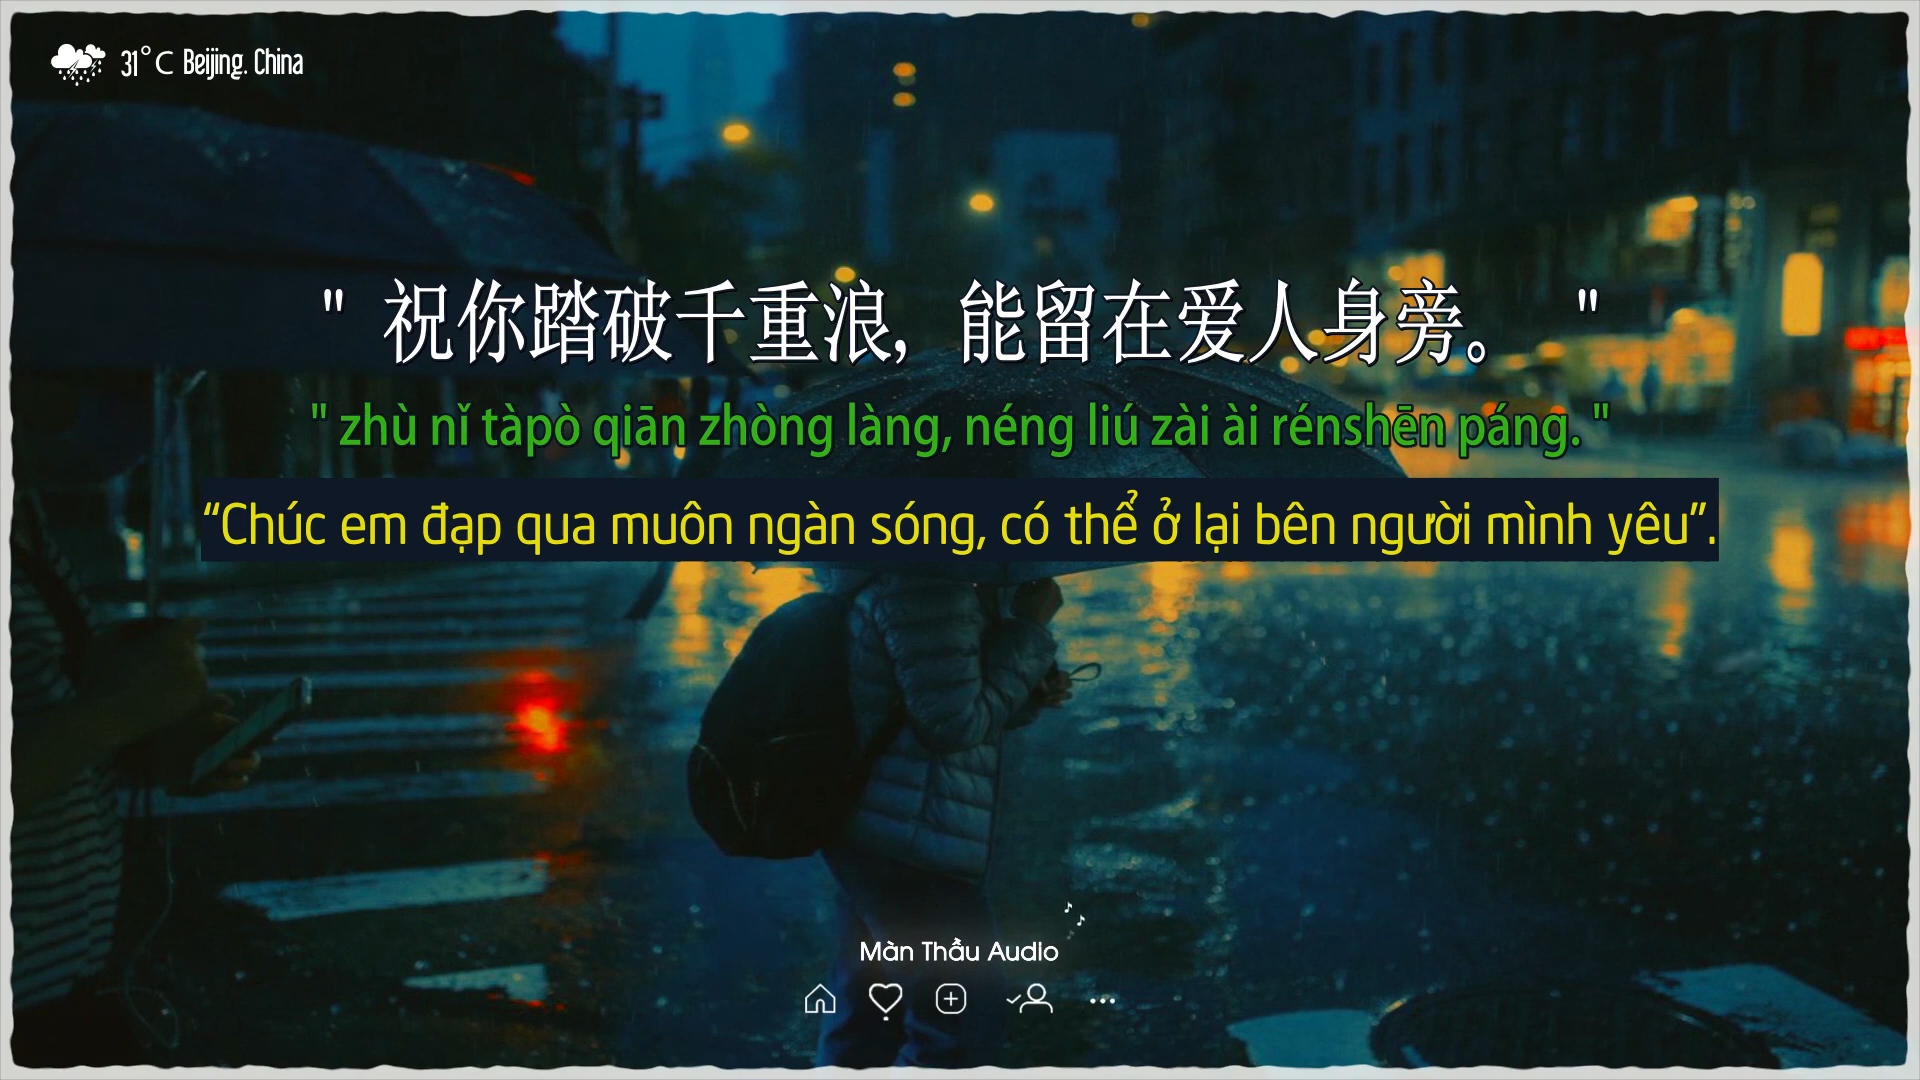 31° C Beijing. China
" 祝你踏破千重浪，能留在爱人身旁。 "
" zhù nǐ tàpò qiān zhòng làng, néng liú zài ài rénshēn páng. "
“Chúc em đạp qua muôn ngàn sóng, có thể ở lại bên người mình yêu”.
Màn Thầu Audio